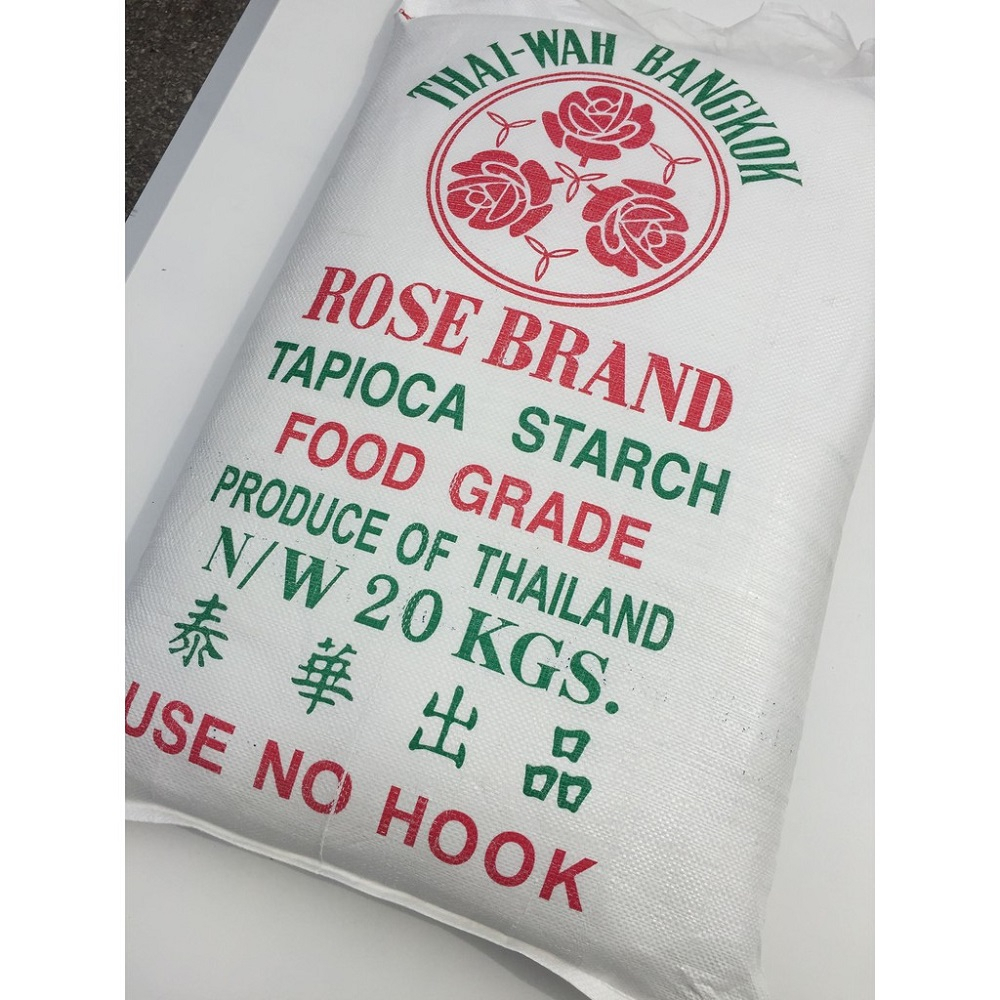 THAI-WAH BANGKOK
ROSE BRAND
TAPIOCA STARCH
FOOD GRADE
PRODUCE OF THAILAND
N/W 20 KGS.
泰華出品
USE NO HOOK